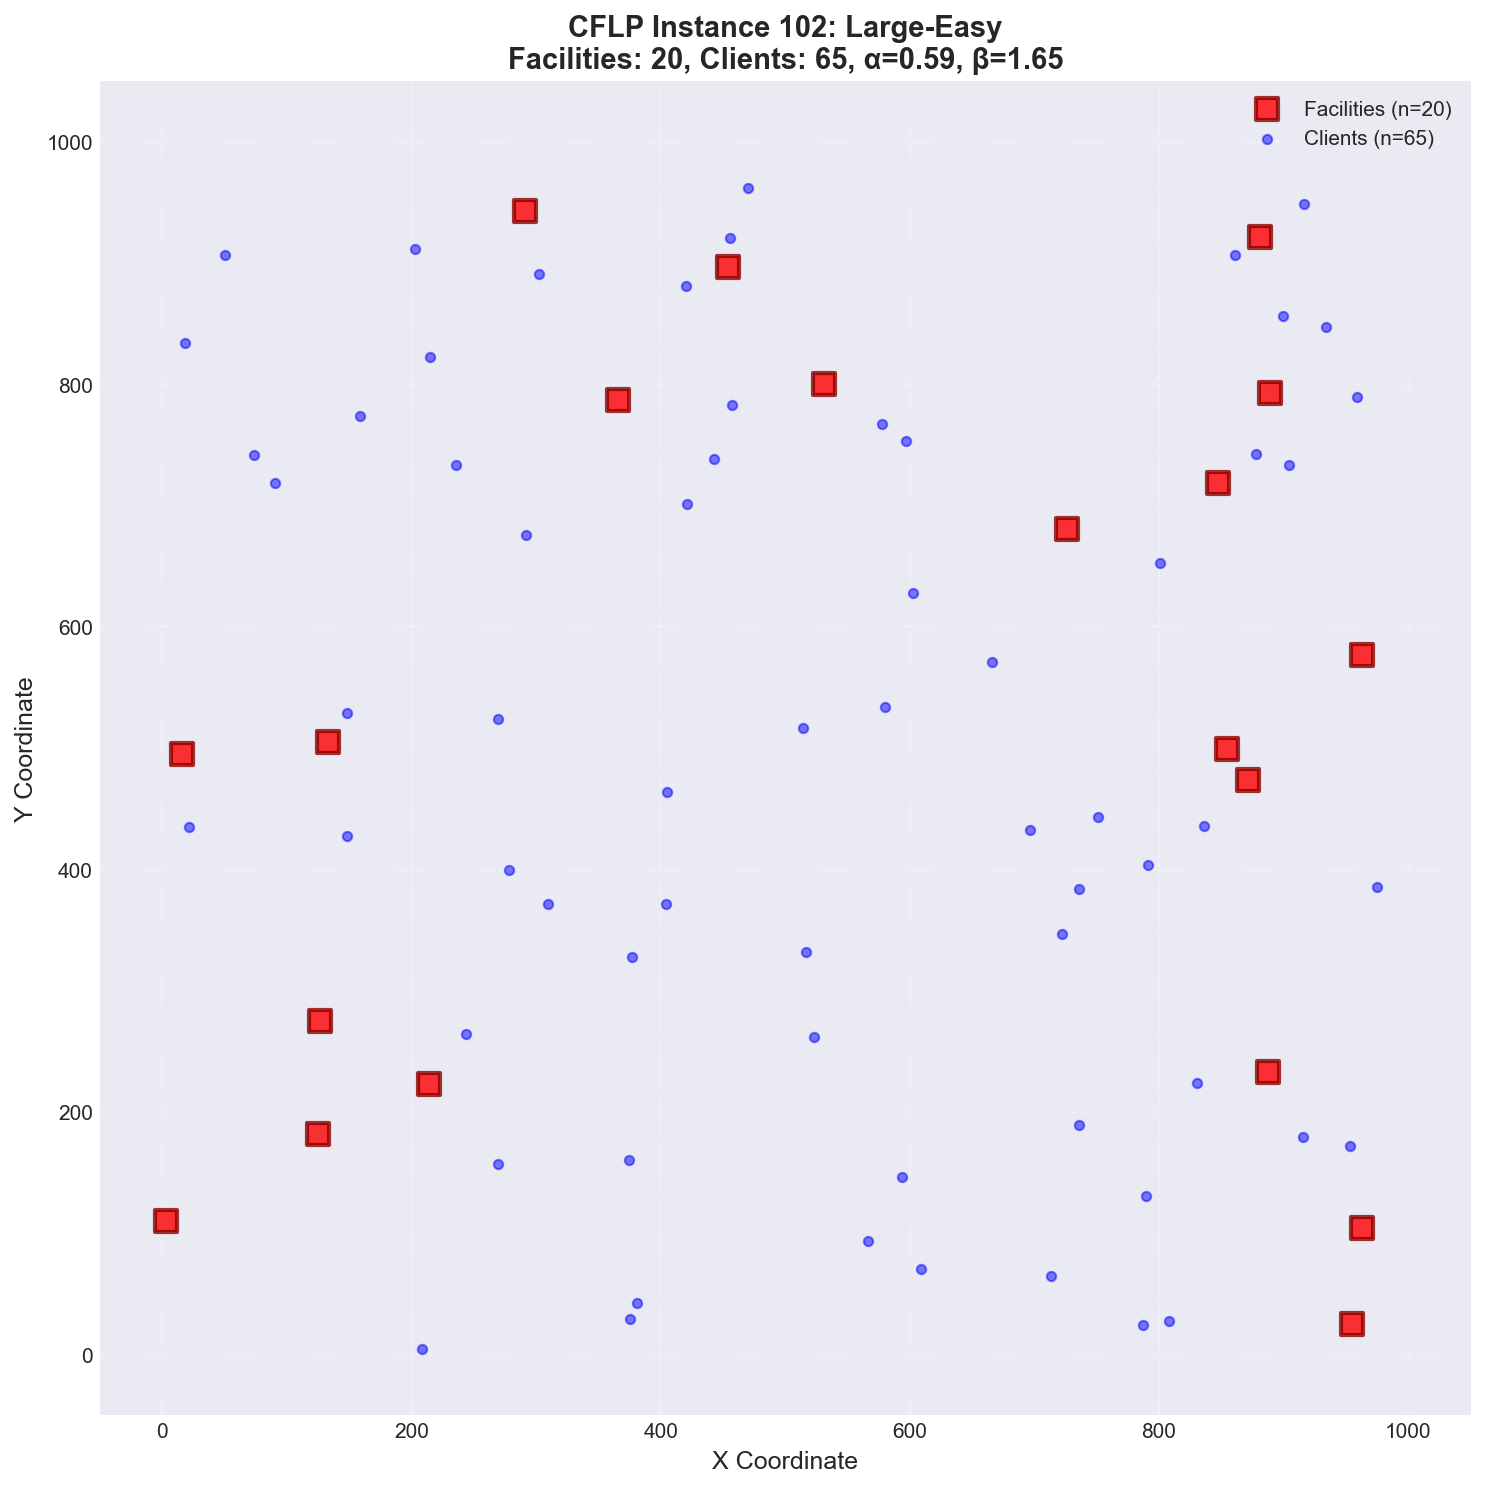 CFLP Instance 102: Large-Easy
Facilities: 20, Clients: 65, α=0.59, β=1.65
Facilities (n=20)
Clients (n=65)
1000
800
600
400
200
0
Y Coordinate
0 200 400 600 800 1000
X Coordinate